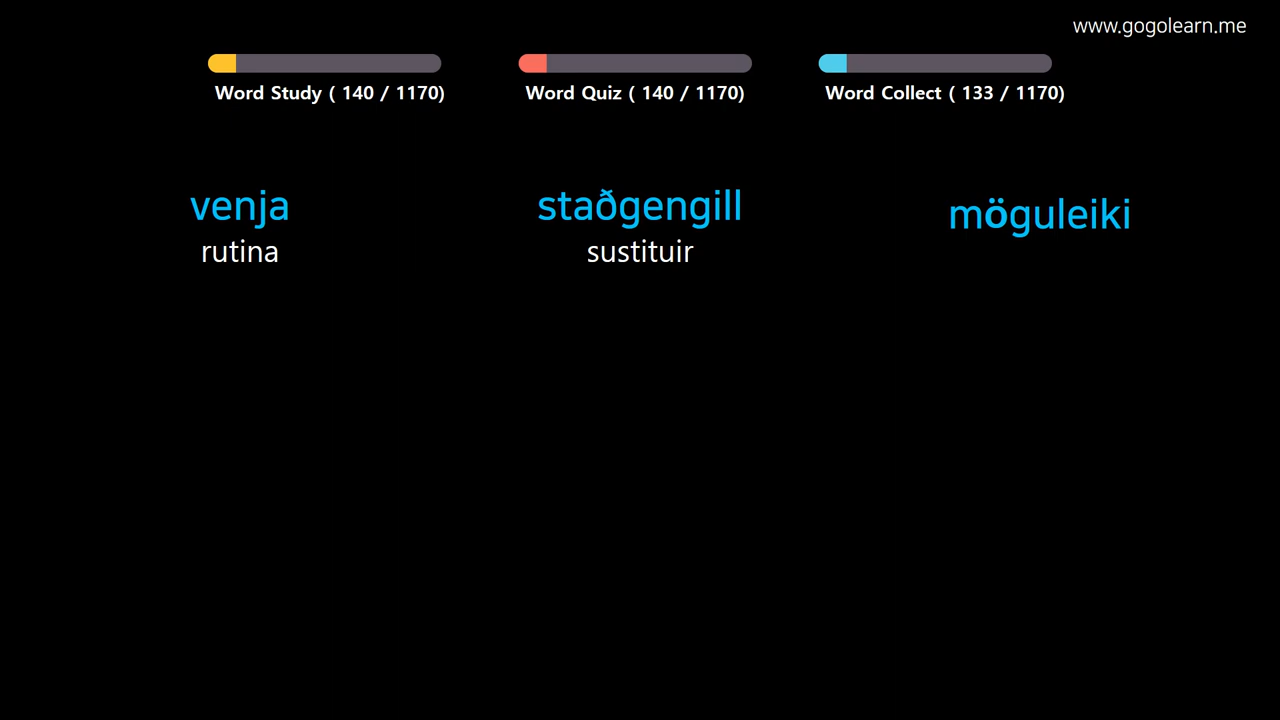 www.gogolearn.me
Word Study ( 140 / 1170)
Word Quiz ( 140 / 1170)
Word Collect ( 133 / 1170)
venja
rutina
staðgengill
sustituir
möguleiki